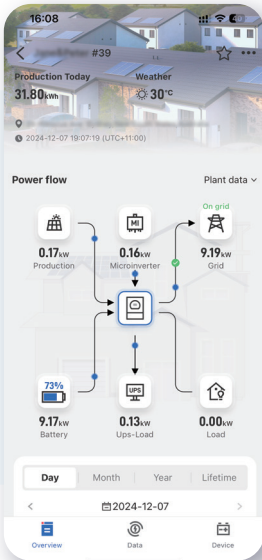 16:08
#39
Production Today
Weather
31.80kWh
30°C
2024-12-07 19:07:19 (UTC+11:00)
Power flow
Plant data
On grid
MI
0.17kW
0.16kW
9.19kW
Production
Microinverter
Grid
73%
UPS
9.17kW
0.13kW
0.00kW
Battery
Ups-Load
Load
Day
Month
Year
Lifetime
2024-12-07
Overview
Data
Device